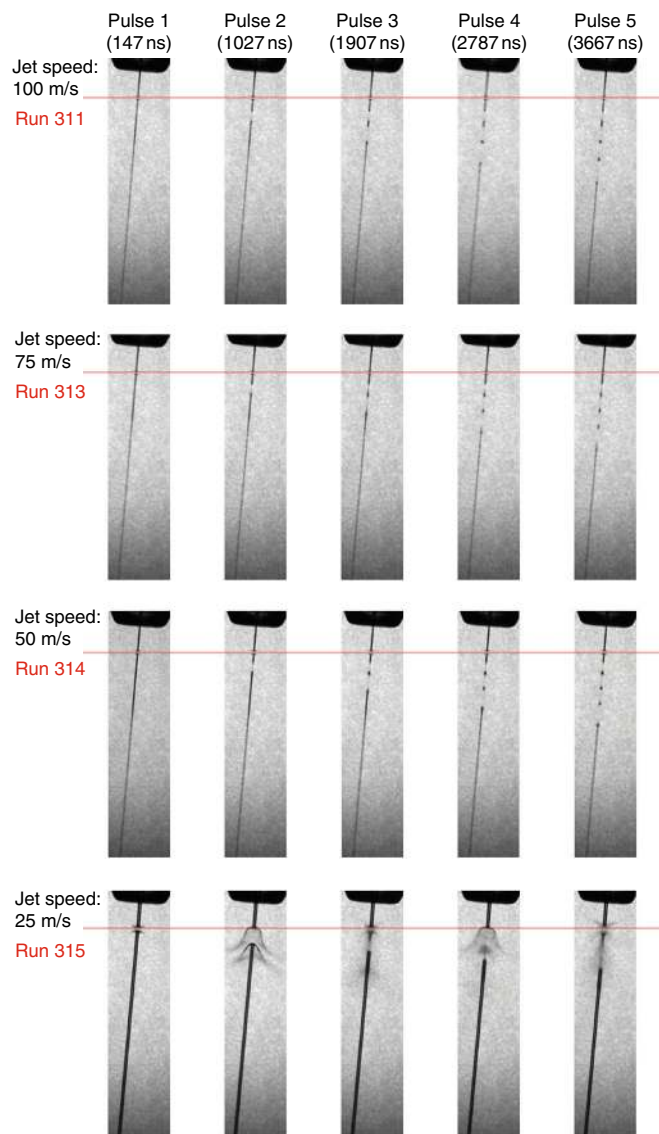 Pulse 1 Pulse 2 Pulse 3 Pulse 4 Pulse 5
(147 ns) (1027 ns) (1907 ns) (2787 ns) (3667 ns)
Jet speed:
100 m/s
Run 311
Jet speed:
75 m/s
Run 313
Jet speed:
50 m/s
Run 314
Jet speed:
25 m/s
Run 315